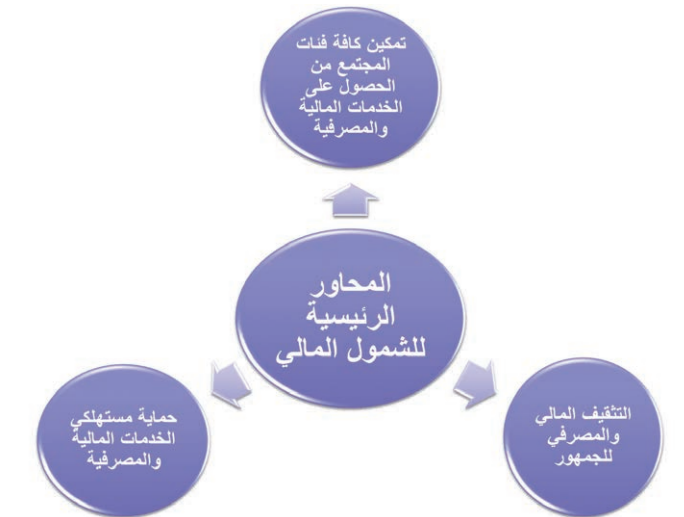 تمكين كافة فئات
المجتمع من
الحصول على
الخدمات المالية
والمصرفية
المحاور
الرئيسية
للشمول المالي
التثقيف المالي
والمصرفي
للجمهور
حماية مستهلكي
الخدمات المالية
والمصرفية